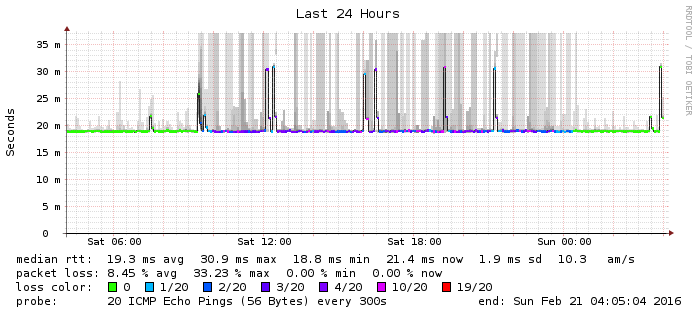 Last 24 Hours
RRDTOOL / TOBI OETIKER
Seconds
35 m
30 m
25 m
20 m
15 m
10 m
5 m
0
Sat 06:00 Sat 12:00 Sat 18:00 Sun 00:00
median rtt: 19.3 ms avg 30.9 ms max 18.8 ms min 21.4 ms now 1.9 ms sd 10.3 am/s
packet loss: 8.45 % avg 33.23 % max 0.00 % min 0.00 % now
loss color: 0 1/20 2/20 3/20 4/20 10/20 19/20
probe: 20 ICMP Echo Pings (56 Bytes) every 300s end: Sun Feb 21 04:05:04 2016